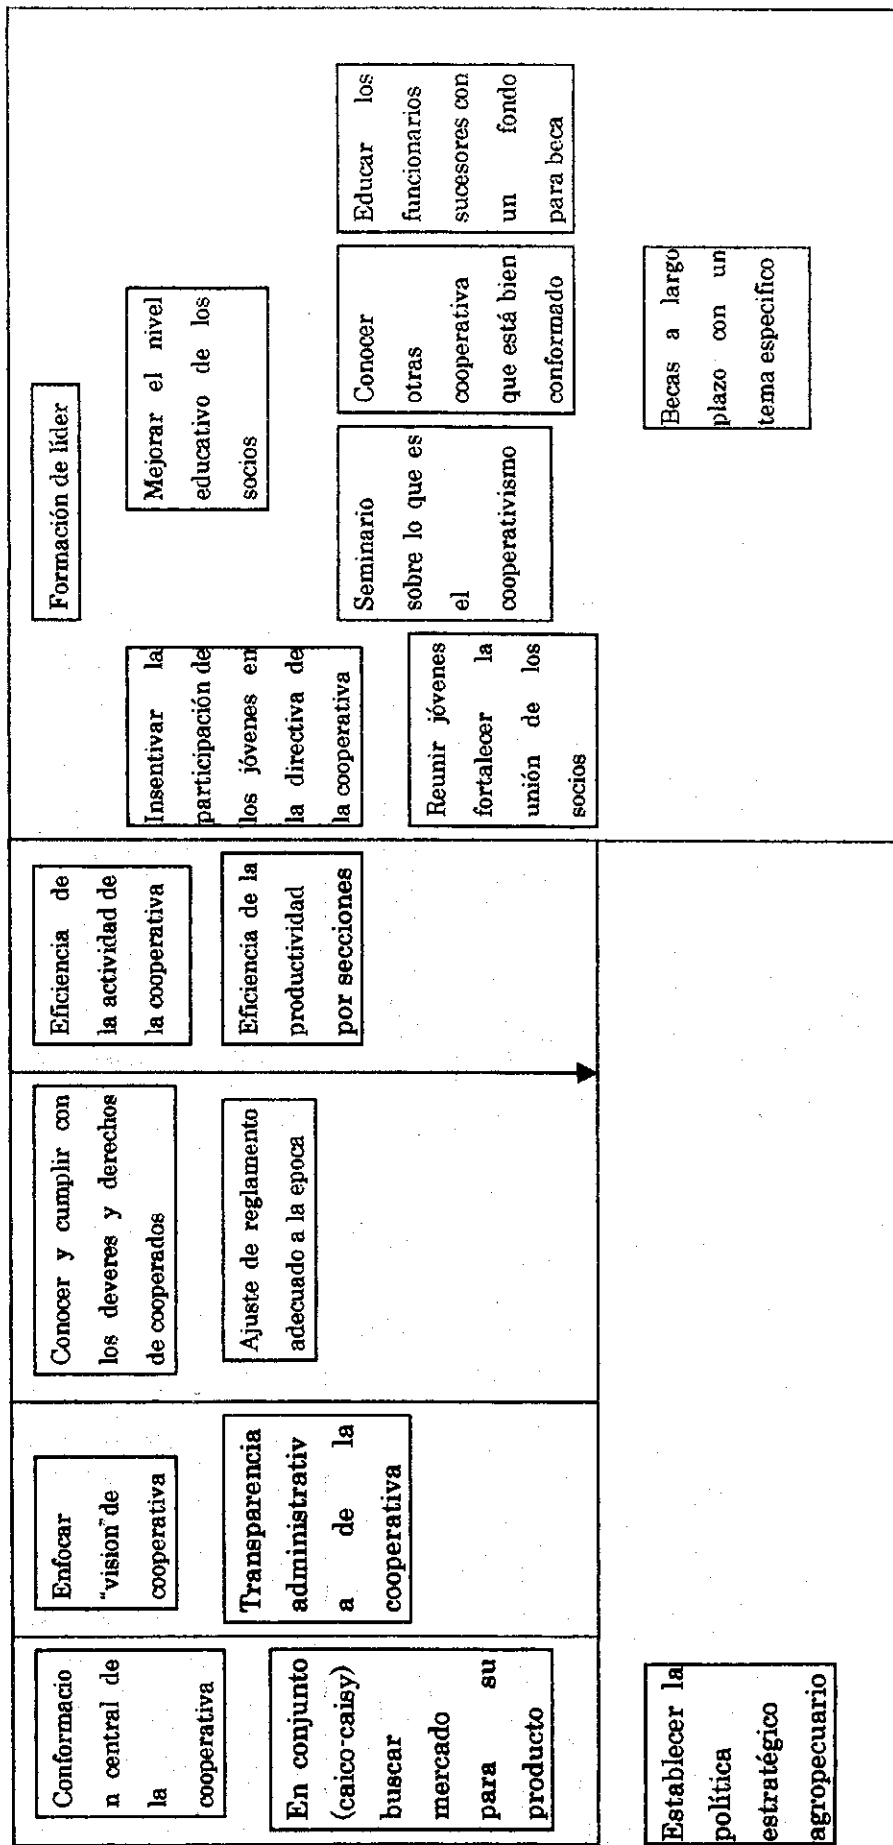 Conformacio
n central de
la
cooperativa
En conjunto
(caico-caisy)
buscar
mercado
para su
producto
Establecer la
política
estratégico
agropecuario
Enfocar
"vision"de
cooperativa
Transparencia
administrativ
a de la
cooperativa
Conocer y cumplir con
los deveres y derechos
de cooperados
Ajuste de reglamento
adecuado a la epoca
Eficiencia de
la actividad de
la cooperativa
Eficiencia de la
productividad
por secciones
Formación de líder
Insentivar la
participación de
los jóvenes en
la directiva de
la cooperativa
Mejorar el nivel
educativo de los
socios
Reunir jóvenes
fortalecer la
unión de los
socios
Seminario
sobre lo que es
el
cooperativismo
Conocer
otras
cooperativa
que está bien
conformado
Educar los
funcionarios
sucesores con
un fondo
para beca
Becas a largo
plazo con un
tema especifico